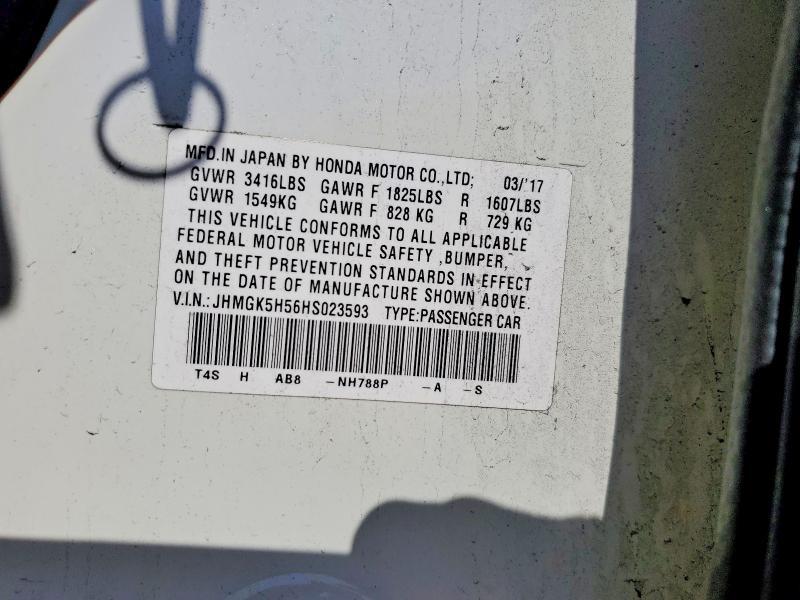 MFD.IN JAPAN BY HONDA MOTOR CO.,LTD; 03/'17
GVWR 3416LBS GAWR F 1825LBS R 1607LBS
GVWR 1549KG GAWR F 828 KG R 729 KG
THIS VEHICLE CONFORMS TO ALL APPLICABLE
FEDERAL MOTOR VEHICLE SAFETY ,BUMPER,
AND THEFT PREVENTION STANDARDS IN EFFECT
ON THE DATE OF MANUFACTURE SHOWN ABOVE.
V.I.N.: JHMGK5H56HS023593 TYPE:PASSENGER CAR
T4S H AB8 -NH788P -A -S